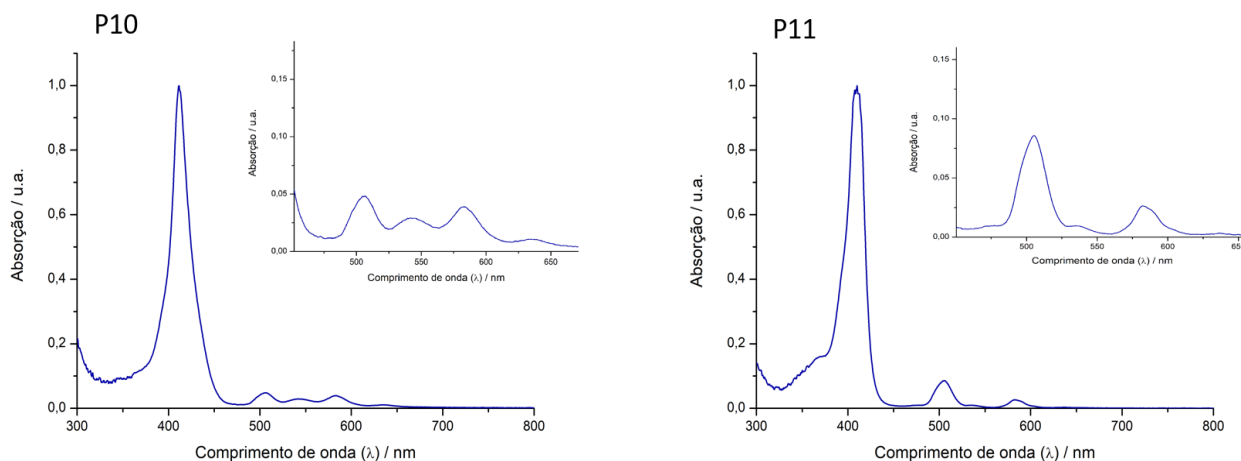 P10
1,0
0,8
0,6
0,4
0,2
0,0
Absorção / u.a.
300 400 500 600 700 800
Comprimento de onda (λ) / nm
0,15
0,10
0,05
0,00
Absorção / u.a.
500 550 600 650
Comprimento de onda (λ) / nm
P11
1,0
0,8
0,6
0,4
0,2
0,0
Absorção / u.a.
300 400 500 600 700 800
Comprimento de onda (λ) / nm
0,15
0,10
0,05
0,00
Absorção / u.a.
500 550 600 650
Comprimento de onda (λ) / nm